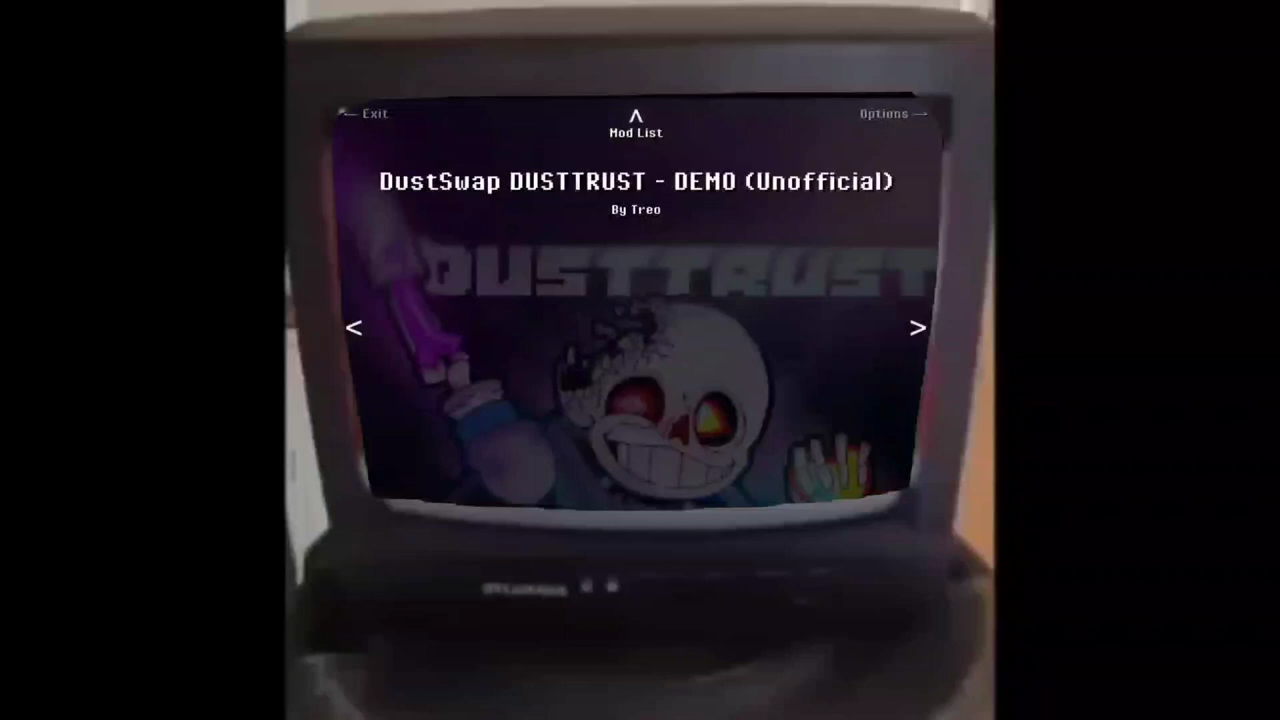 Exit
Options
Mod List
DustSwap DUSTTRUST - DEMO (Unofficial)
By Treo
DUSTTRUST